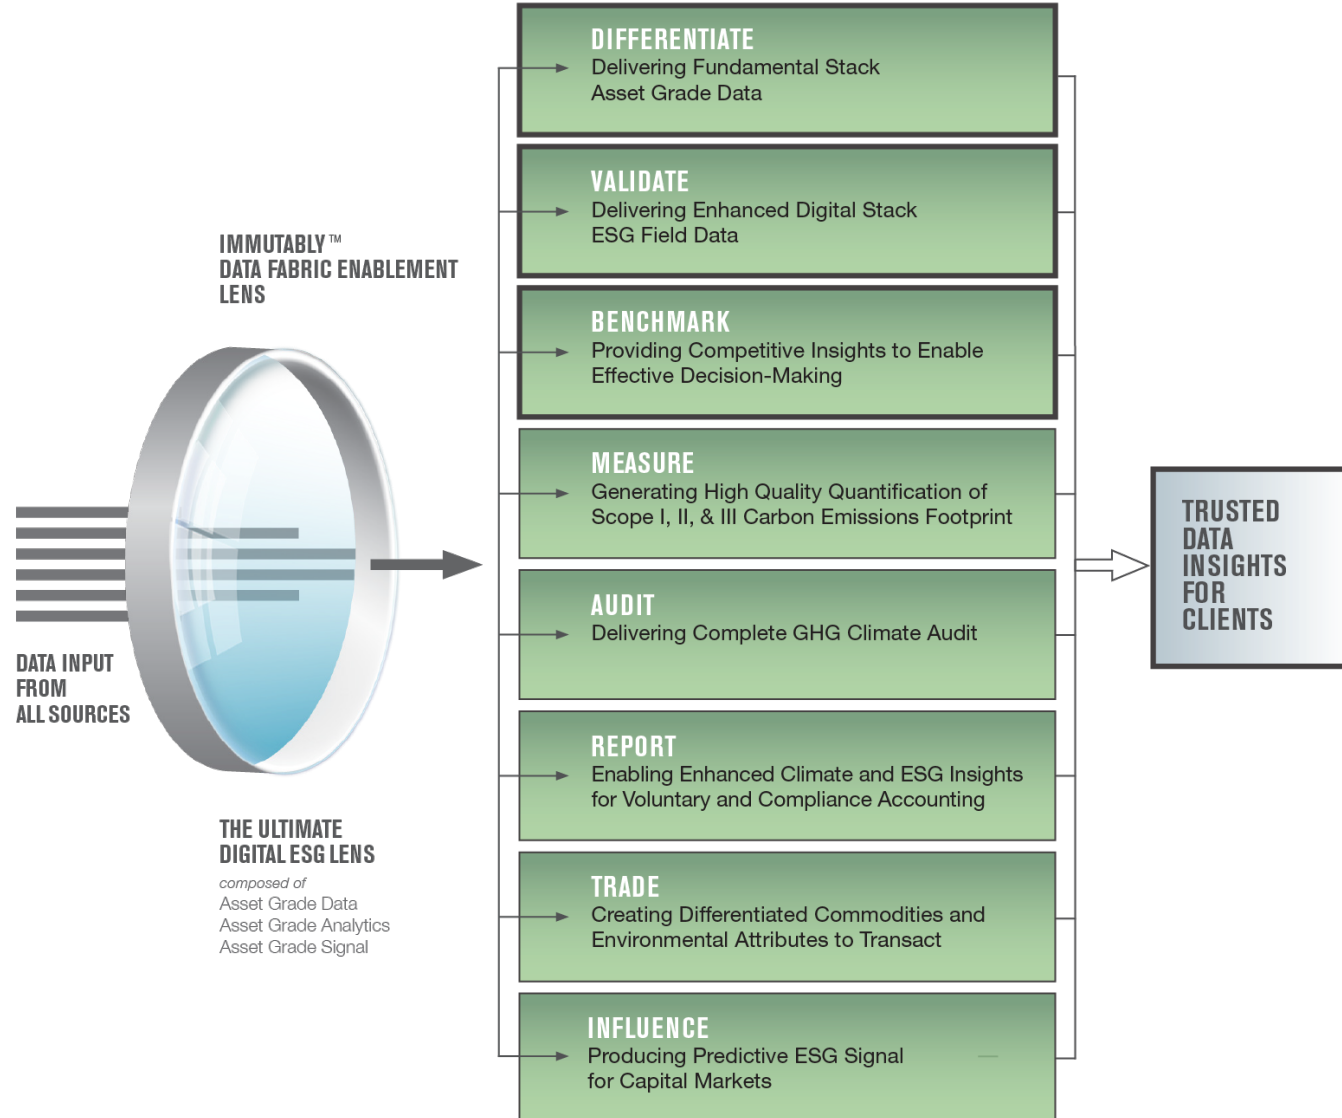 IMMUTABLY™
DATA FABRIC ENABLEMENT
LENS
DATA INPUT
FROM
ALL SOURCES
THE ULTIMATE
DIGITAL ESG LENS
composed of
Asset Grade Data
Asset Grade Analytics
Asset Grade Signal
DIFFERENTIATE
Delivering Fundamental Stack
Asset Grade Data
VALIDATE
Delivering Enhanced Digital Stack
ESG Field Data
BENCHMARK
Providing Competitive Insights to Enable
Effective Decision-Making
MEASURE
Generating High Quality Quantification of
Scope I, II, & III Carbon Emissions Footprint
AUDIT
Delivering Complete GHG Climate Audit
REPORT
Enabling Enhanced Climate and ESG Insights
for Voluntary and Compliance Accounting
TRADE
Creating Differentiated Commodities and
Environmental Attributes to Transact
INFLUENCE
Producing Predictive ESG Signal
for Capital Markets
TRUSTED
DATA
INSIGHTS
FOR
CLIENTS